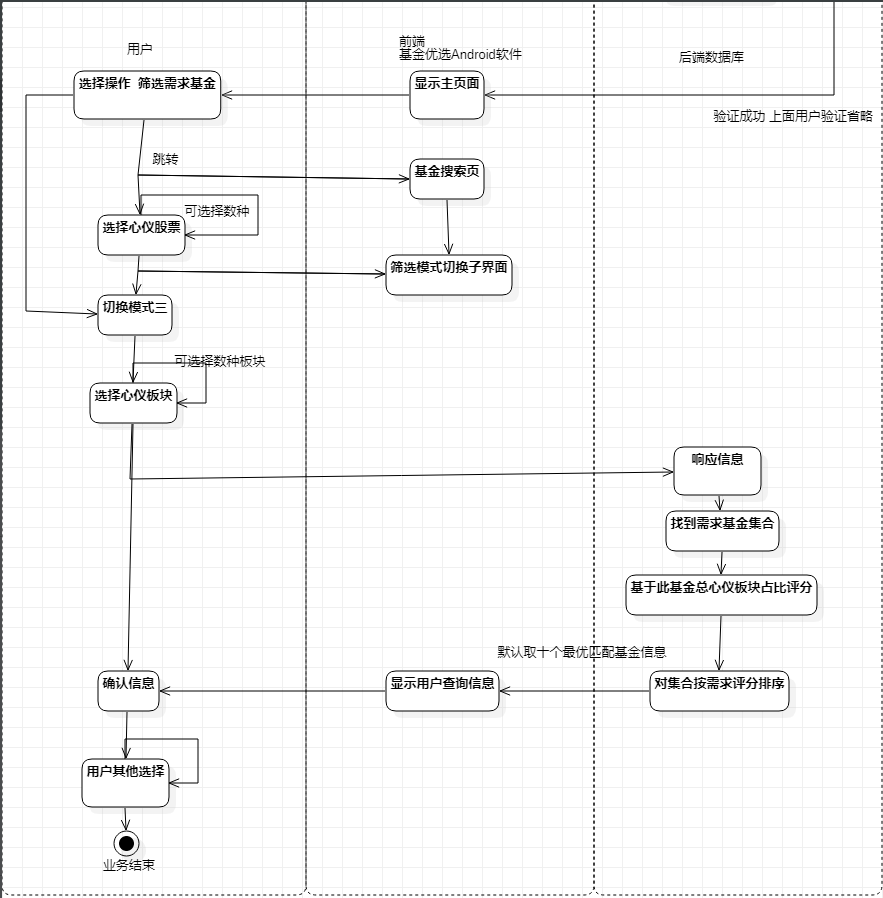 用户
前端
基金优选Android软件
后端数据库
选择操作 筛选需求基金
显示主页面
验证成功 上面用户验证省略
跳转
基金搜索页
可选择数种
选择心仪股票
筛选模式切换子界面
切换模式三
可选择数种板块
选择心仪板块
响应信息
找到需求基金集合
基于此基金总心仪板块占比评分
默认取十个最优匹配基金信息
确认信息
显示用户查询信息
对集合按需求评分排序
用户其他选择
业务结束